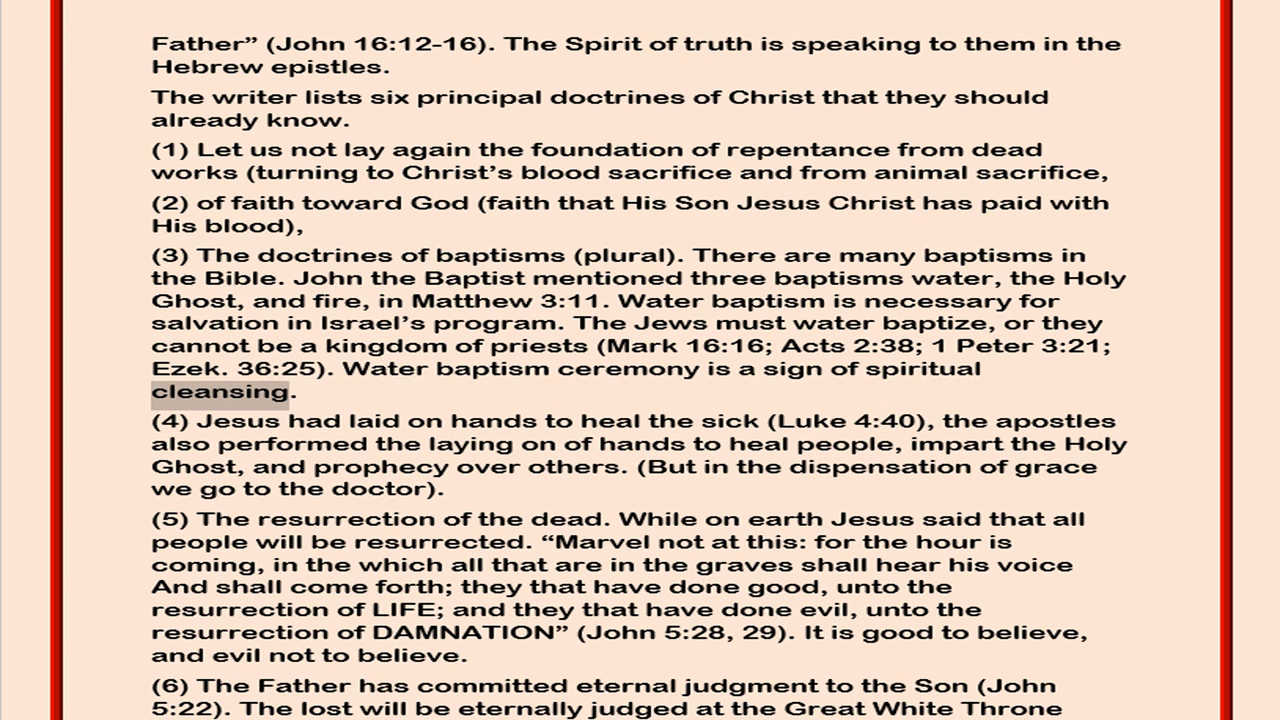 Father” (John 16:12-16). The Spirit of truth is speaking to them in the
Hebrew epistles.
The writer lists six principal doctrines of Christ that they should
already know.
(1) Let us not lay again the foundation of repentance from dead
works (turning to Christ’s blood sacrifice and from animal sacrifice,
(2) of faith toward God (faith that His Son Jesus Christ has paid with
His blood),
(3) The doctrines of baptisms (plural). There are many baptisms in
the Bible. John the Baptist mentioned three baptisms water, the Holy
Ghost, and fire, in Matthew 3:11. Water baptism is necessary for
salvation in Israel’s program. The Jews must water baptize, or they
cannot be a kingdom of priests (Mark 16:16; Acts 2:38; 1 Peter 3:21;
Ezek. 36:25). Water baptism ceremony is a sign of spiritual
cleansing.
(4) Jesus had laid on hands to heal the sick (Luke 4:40), the apostles
also performed the laying on of hands to heal people, impart the Holy
Ghost, and prophecy over others. (But in the dispensation of grace
we go to the doctor).
(5) The resurrection of the dead. While on earth Jesus said that all
people will be resurrected. “Marvel not at this: for the hour is
coming, in the which all that are in the graves shall hear his voice
And shall come forth; they that have done good, unto the
resurrection of LIFE; and they that have done evil, unto the
resurrection of DAMNATION” (John 5:28, 29). It is good to believe,
and evil not to believe.
(6) The Father has committed eternal judgment to the Son (John
5:22). The lost will be eternally judged at the Great White Throne